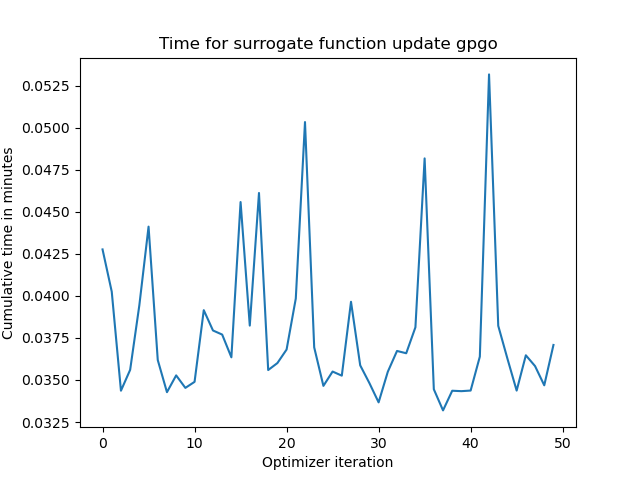 Time for surrogate function update gpgo
Cumulative time in minutes
0.0525
0.0500
0.0475
0.0450
0.0425
0.0400
0.0375
0.0350
0.0325
0 10 20 30 40 50
Optimizer iteration